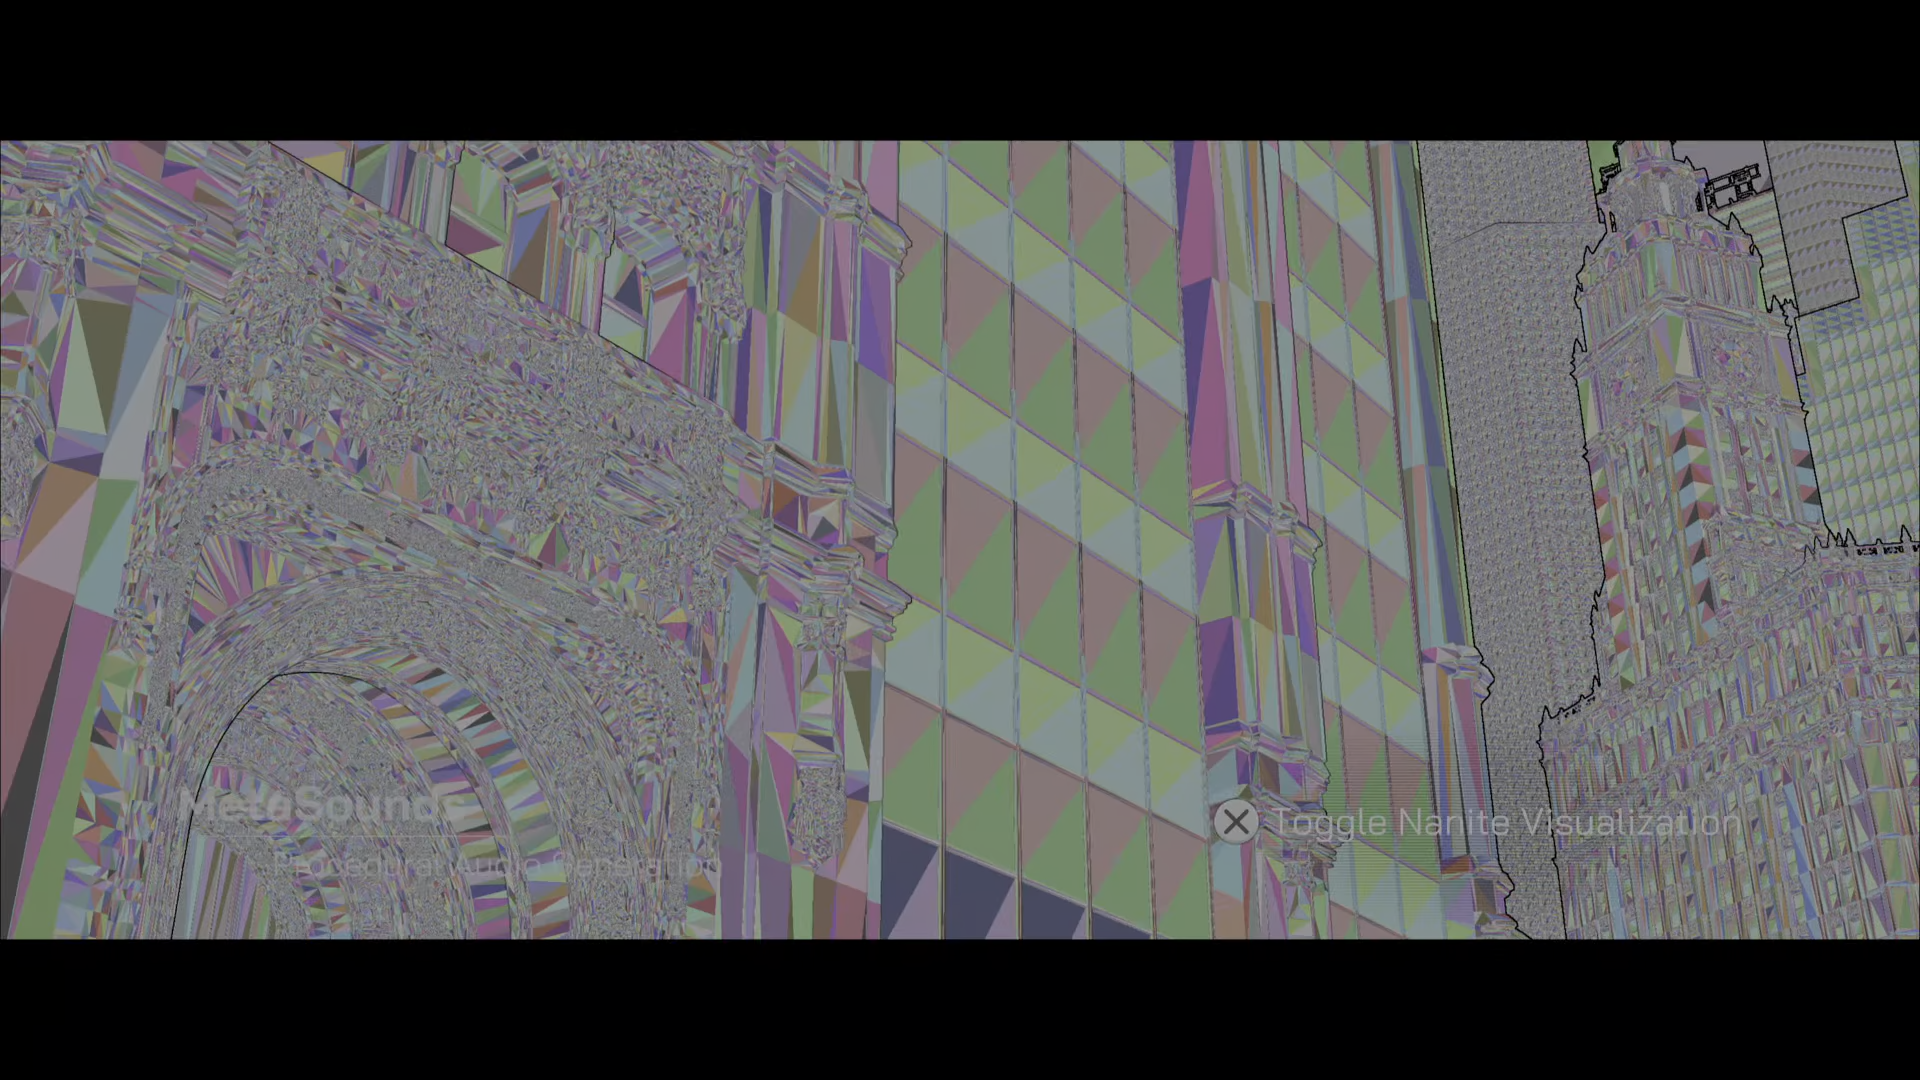 MetaSounds
Procedural Audio Generation
Toggle Nanite Visualization